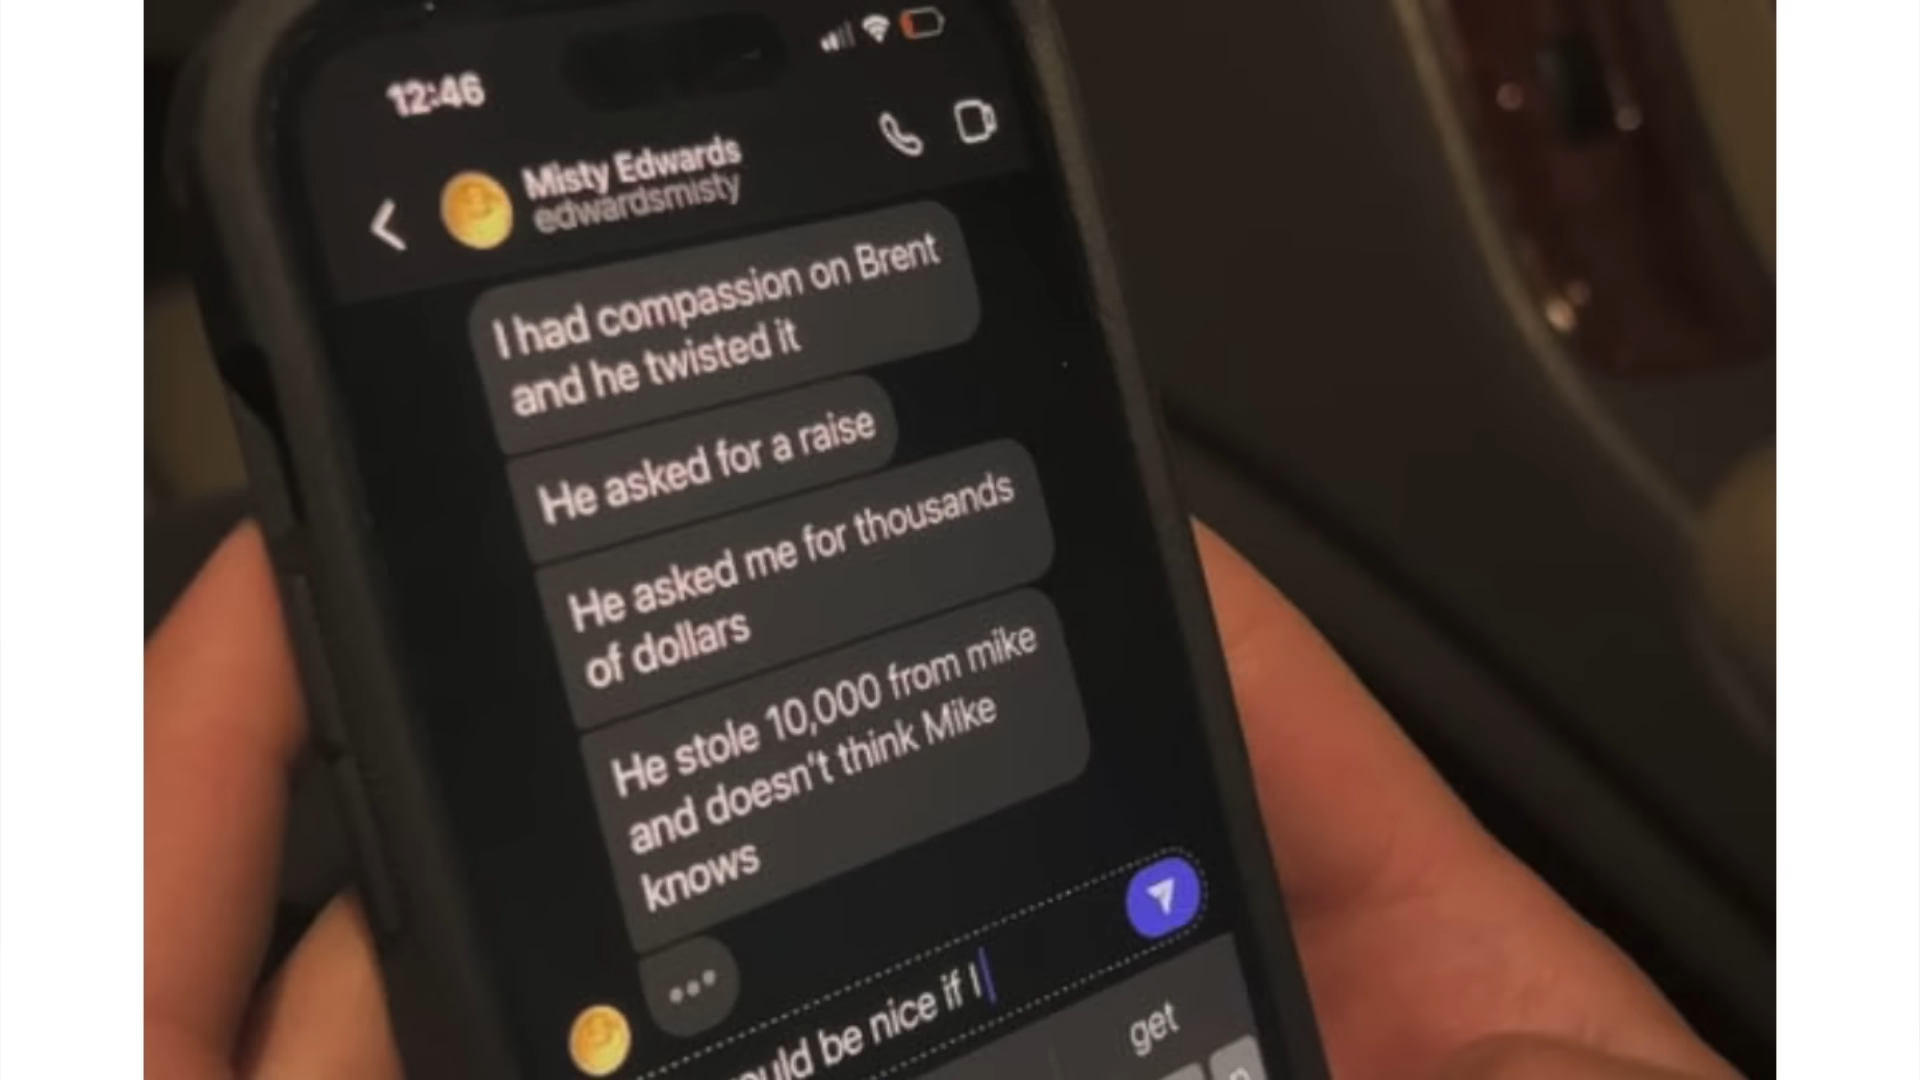 12:46
Misty Edwards
edwardsmisty
I had compassion on Brent
and he twisted it
He asked for a raise
He asked me for thousands
of dollars
He stole 10,000 from mike
and doesn't think Mike
knows
be nice if I
get